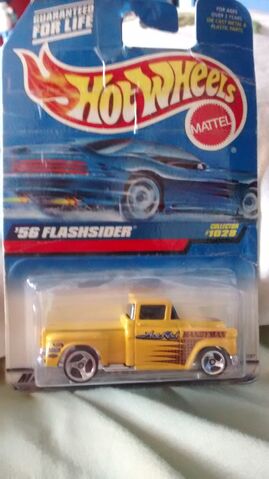 GUARANTEED
FOR LIFE
FOR AGES
OVER 3 YEARS
DIE CAST METAL &
PLASTIC PARTS
HOT WHEELS
MATTEL
'56 FLASHSIDER
COLLECTOR
#1029
HANDYMAN